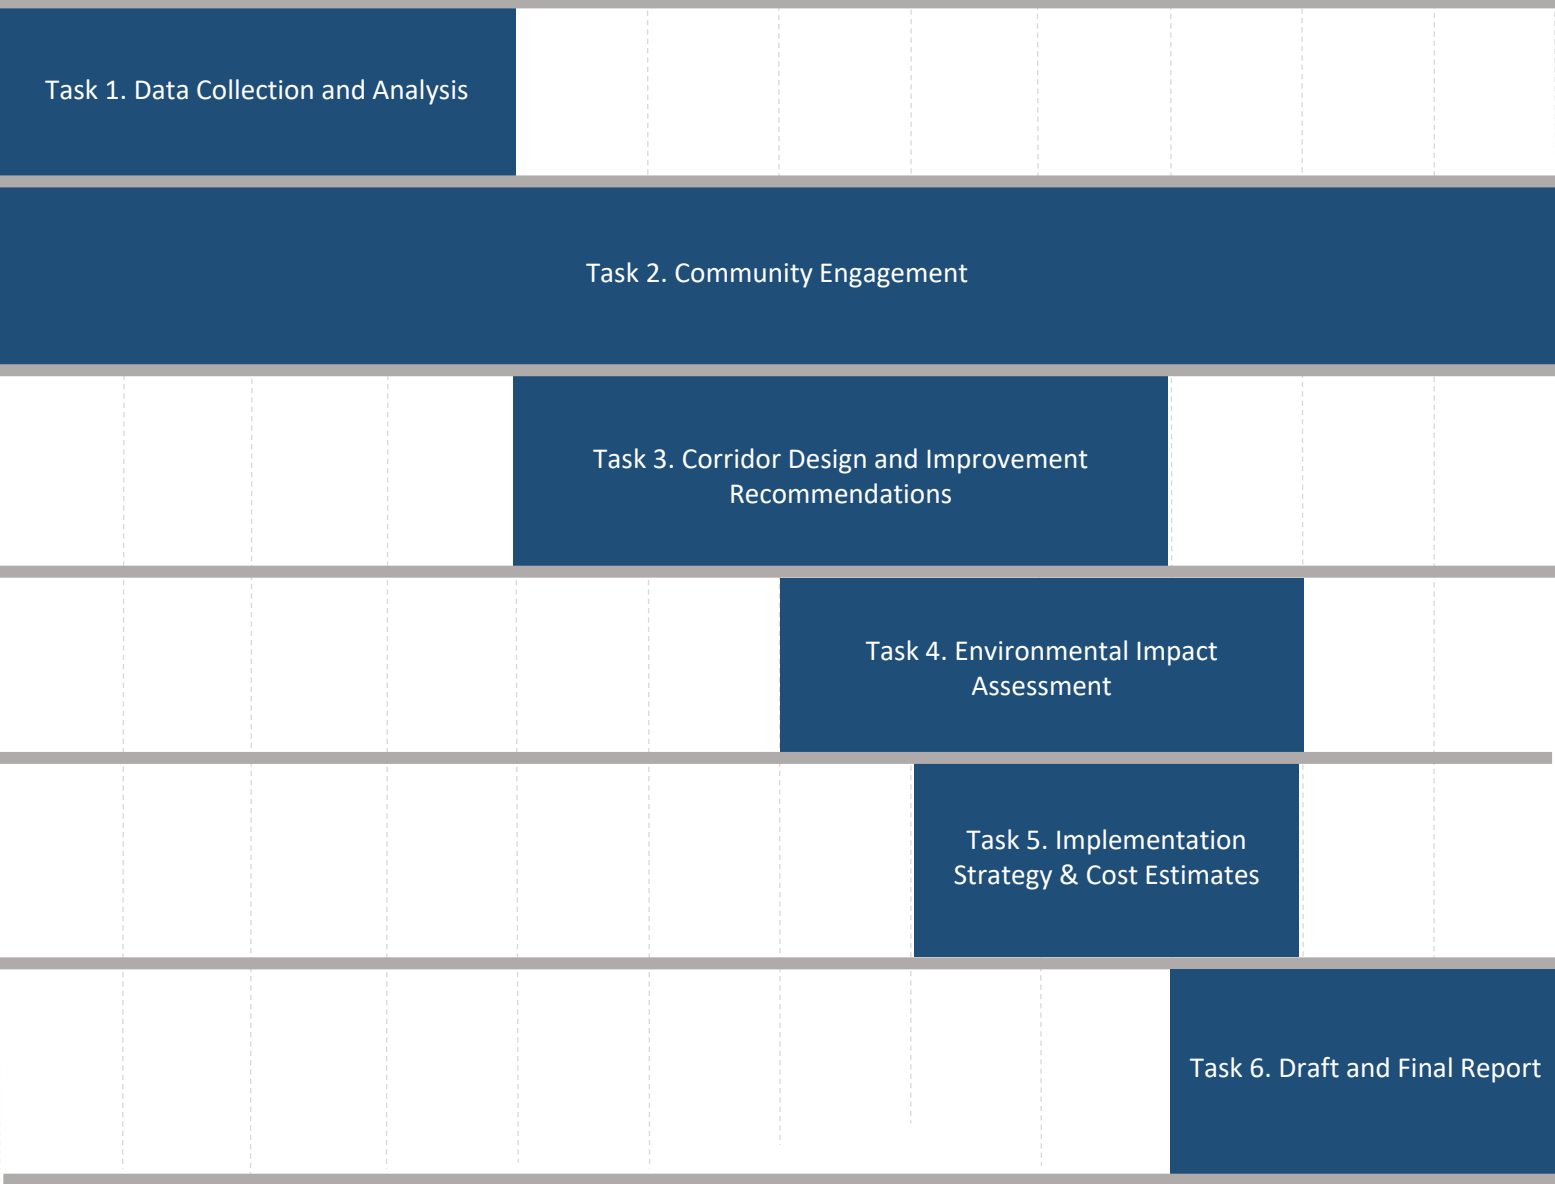 Task 1. Data Collection and Analysis
Task 2. Community Engagement
Task 3. Corridor Design and Improvement
Recommendations
Task 4. Environmental Impact
Assessment
Task 5. Implementation
Strategy & Cost Estimates
Task 6. Draft and Final Report